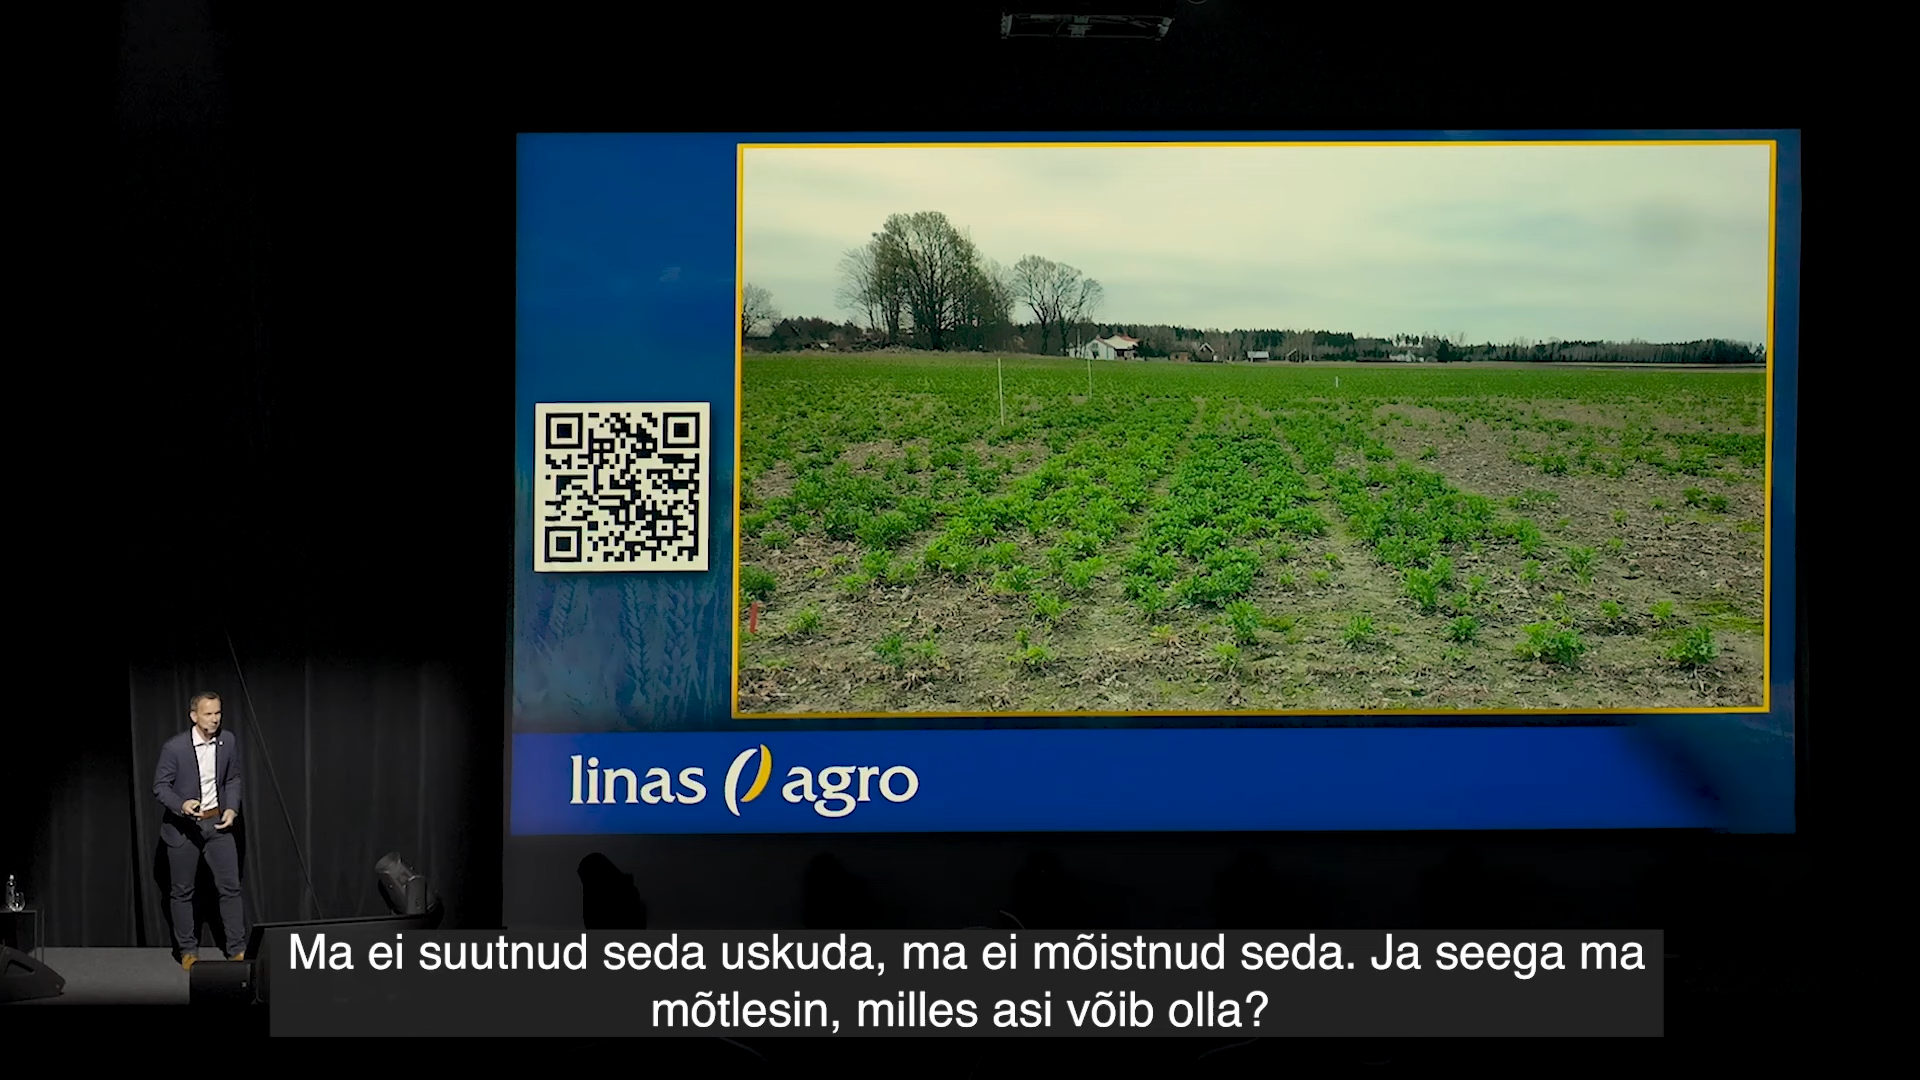 linas agro
Ma ei suutnud seda uskuda, ma ei mõistnud seda. Ja seega ma
mõtlesin, milles asi võib olla?